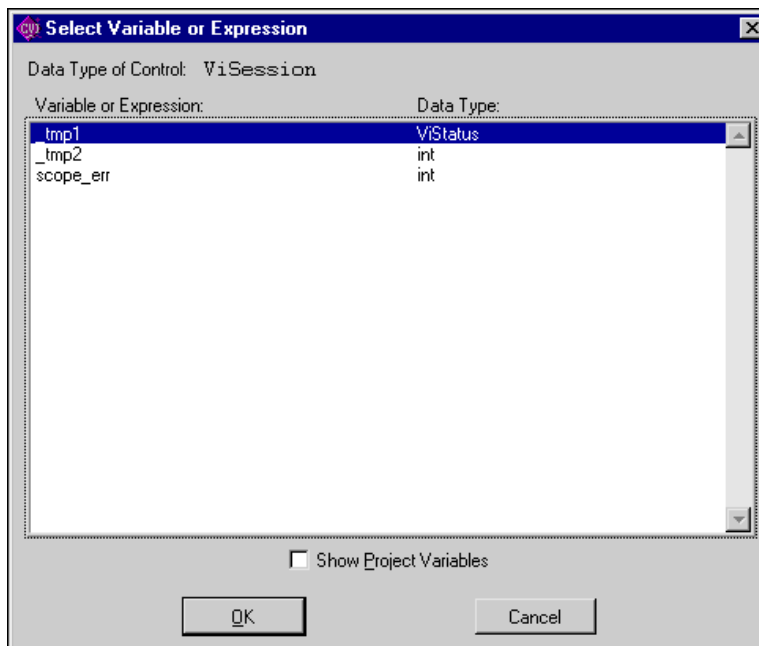 CVI Select Variable or Expression
Data Type of Control: ViSession
Variable or Expression: Data Type:
_tmp1 ViStatus
_tmp2 int
scope_err int
Show Project Variables
OK Cancel